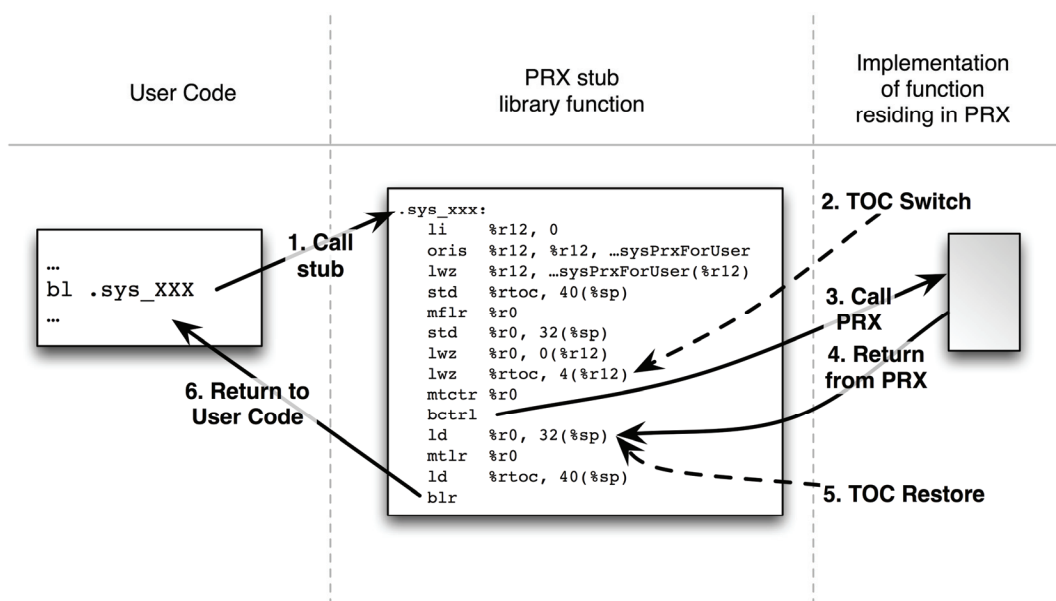 User Code
PRX stub
library function
Implementation
of function
residing in PRX
…
bl .sys_XXX
…
1. Call
stub
.sys_xxx:
li %r12, 0
oris %r12, %r12, …sysPrxForUser
lwz %r12, …sysPrxForUser(%r12)
std %rtoc, 40(%sp)
mflr %r0
std %r0, 32(%sp)
lwz %r0, 0(%r12)
lwz %rtoc, 4(%r12)
mtctr %r0
bctrl
ld %r0, 32(%sp)
mtlr %r0
ld %rtoc, 40(%sp)
blr
2. TOC Switch
3. Call
PRX
4. Return
from PRX
5. TOC Restore
6. Return to
User Code